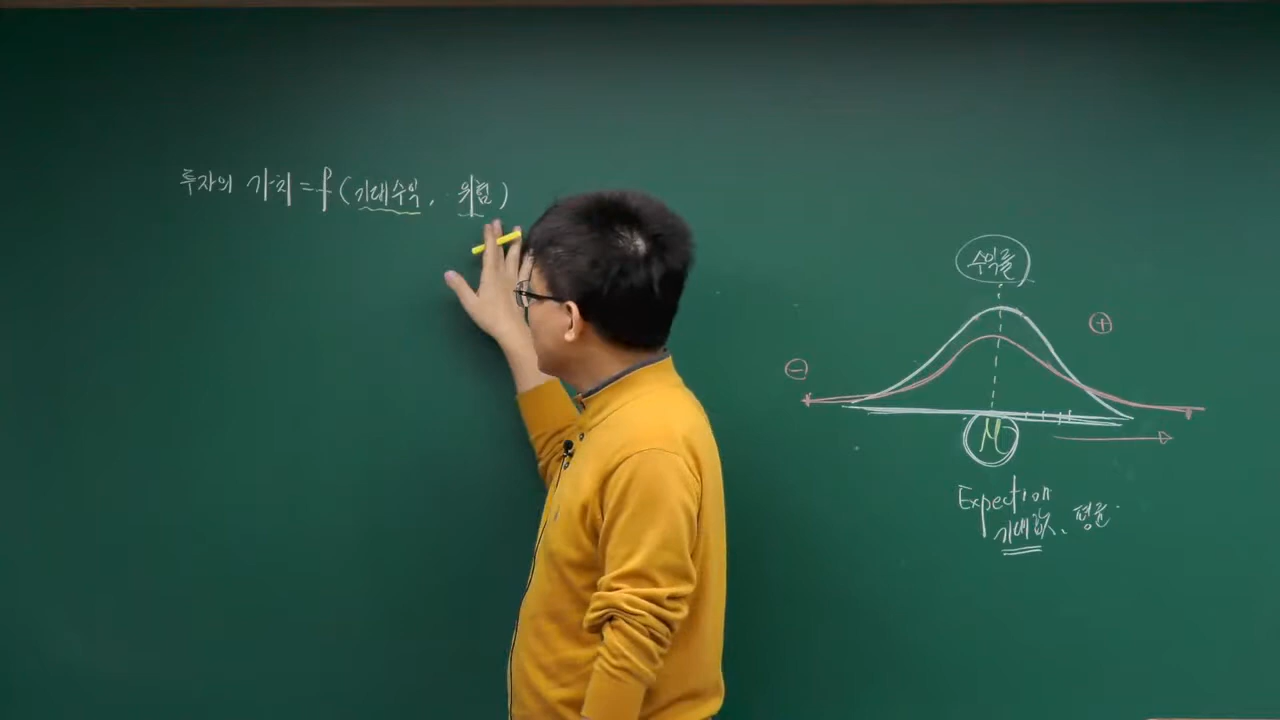 투자의 가치 = f (기대수익, 위험)
수익률
⊕
⊖
M
Expection
기대값, 평균